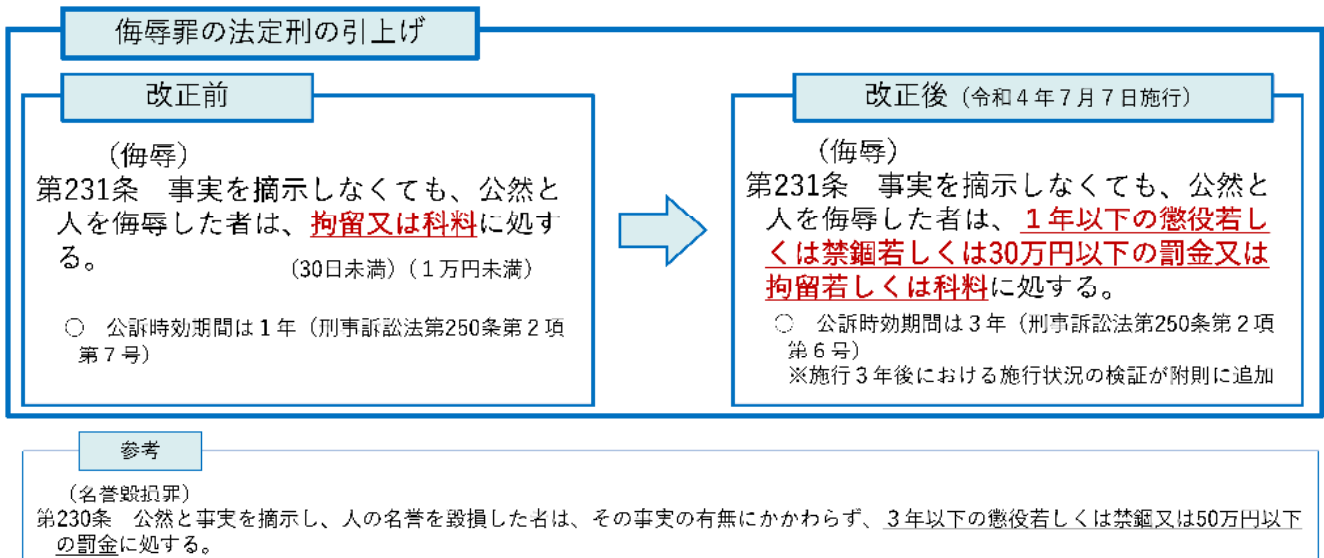 侮辱罪の法定刑の引上げ
改正前
（侮辱）
第231条　事実を摘示しなくても、公然と
人を侮辱した者は、拘留又は科料に処す
る。
（30日未満）（１万円未満）
○　公訴時効期間は１年（刑事訴訟法第250条第２項
第７号）
改正後（令和４年７月７日施行）
（侮辱）
第231条　事実を摘示しなくても、公然と
人を侮辱した者は、１年以下の懲役若し
くは禁錮若しくは30万円以下の罰金又は
拘留若しくは科料に処する。
○　公訴時効期間は３年（刑事訴訟法第250条第２項
第６号）
※施行３年後における施行状況の検証が附則に追加
参考
（名誉毀損罪）
第230条　公然と事実を摘示し、人の名誉を毀損した者は、その事実の有無にかかわらず、３年以下の懲役若しくは禁錮又は50万円以下
の罰金に処する。